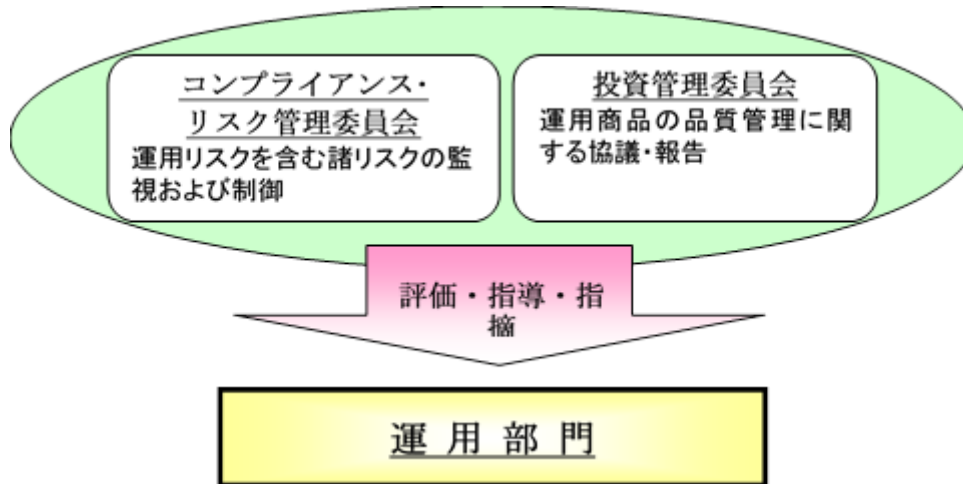 コンプライアンス・
リスク管理委員会
運用リスクを含む諸リスクの監
視および制御
投資管理委員会
運用商品の品質管理に関
する協議・報告
評価・指導・指
摘
運用部門